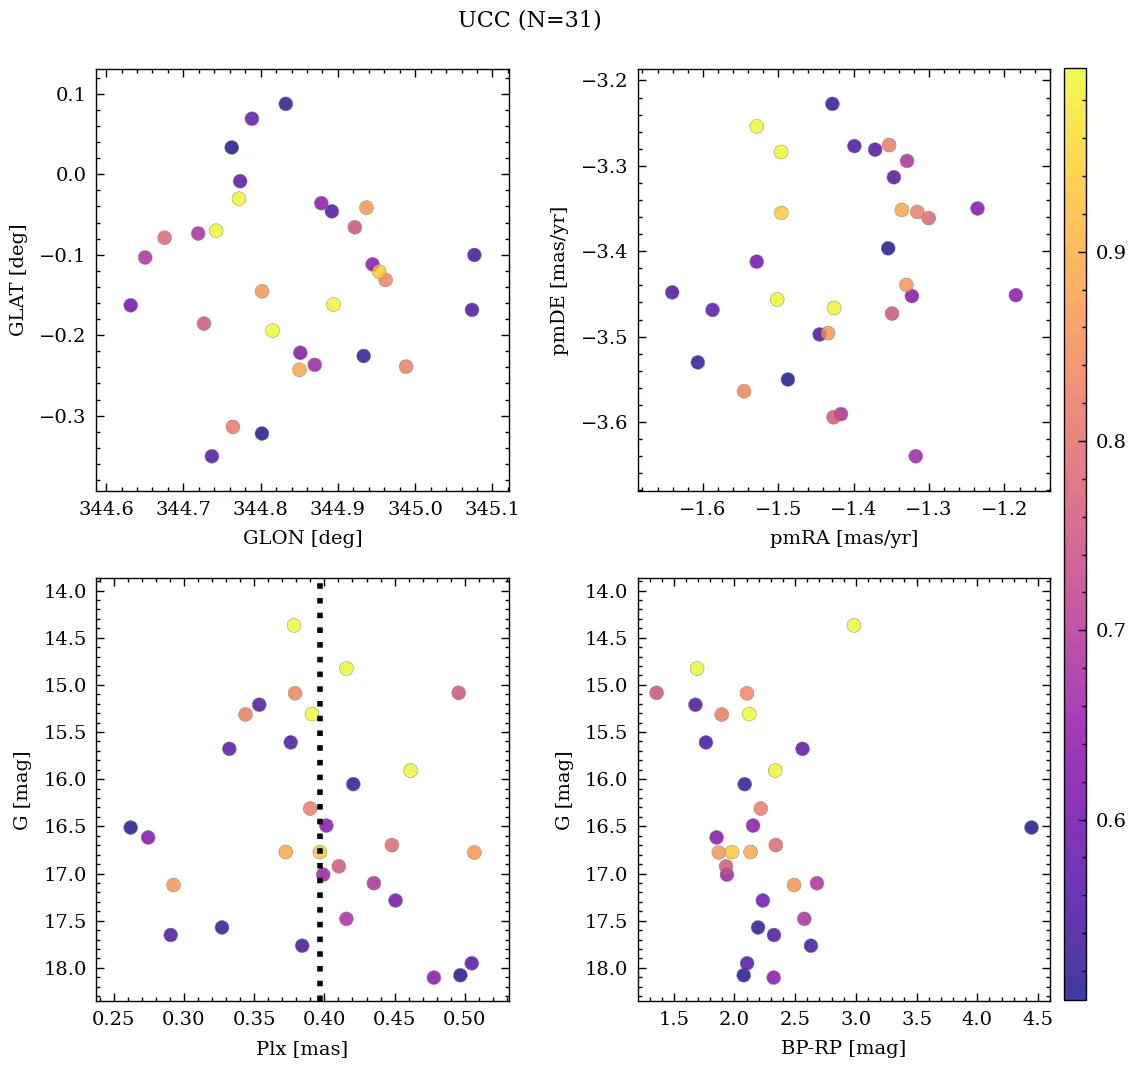 UCC (N=31)
0.1
0.0
−0.1
−0.2
−0.3
GLAT [deg]
344.6 344.7 344.8 344.9 345.0 345.1
GLON [deg]
−3.2
−3.3
−3.4
−3.5
−3.6
pmDE [mas/yr]
−1.6 −1.5 −1.4 −1.3 −1.2
pmRA [mas/yr]
14.0
14.5
15.0
15.5
16.0
16.5
17.0
17.5
18.0
G [mag]
0.25 0.30 0.35 0.40 0.45 0.50
Plx [mas]
14.0
14.5
15.0
15.5
16.0
16.5
17.0
17.5
18.0
G [mag]
1.5 2.0 2.5 3.0 3.5 4.0 4.5
BP-RP [mag]
0.9
0.8
0.7
0.6